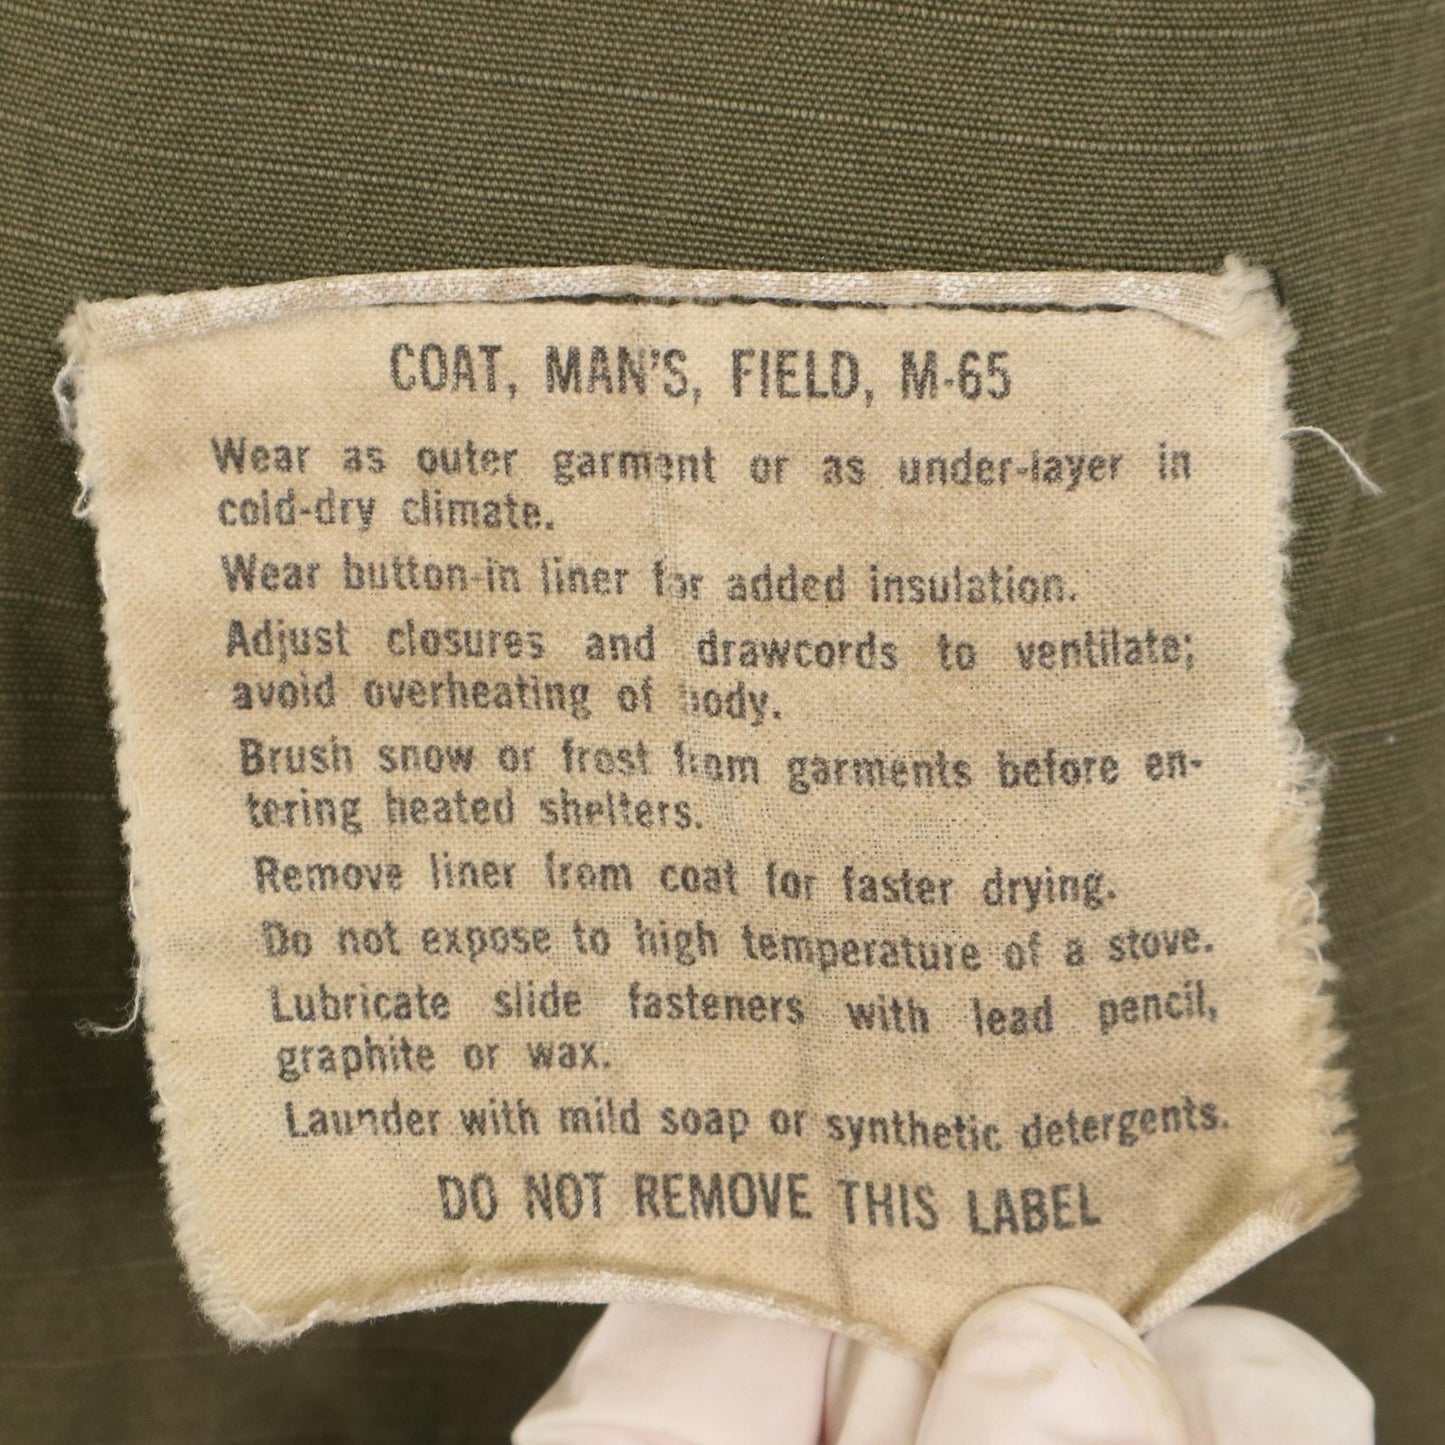 COAT, MAN'S, FIELD, M-65
Wear as outer garment or as under-layer in
cold-dry climate.
Wear button-in liner for added insulation.
Adjust closures and drawcords to ventilate;
avoid overheating of body.
Brush snow or frost from garments before en-
tering heated shelters.
Remove liner from coat for faster drying.
Do not expose to high temperature of a stove.
Lubricate slide fasteners with lead pencil,
graphite or wax.
Launder with mild soap or synthetic detergents.
DO NOT REMOVE THIS LABEL